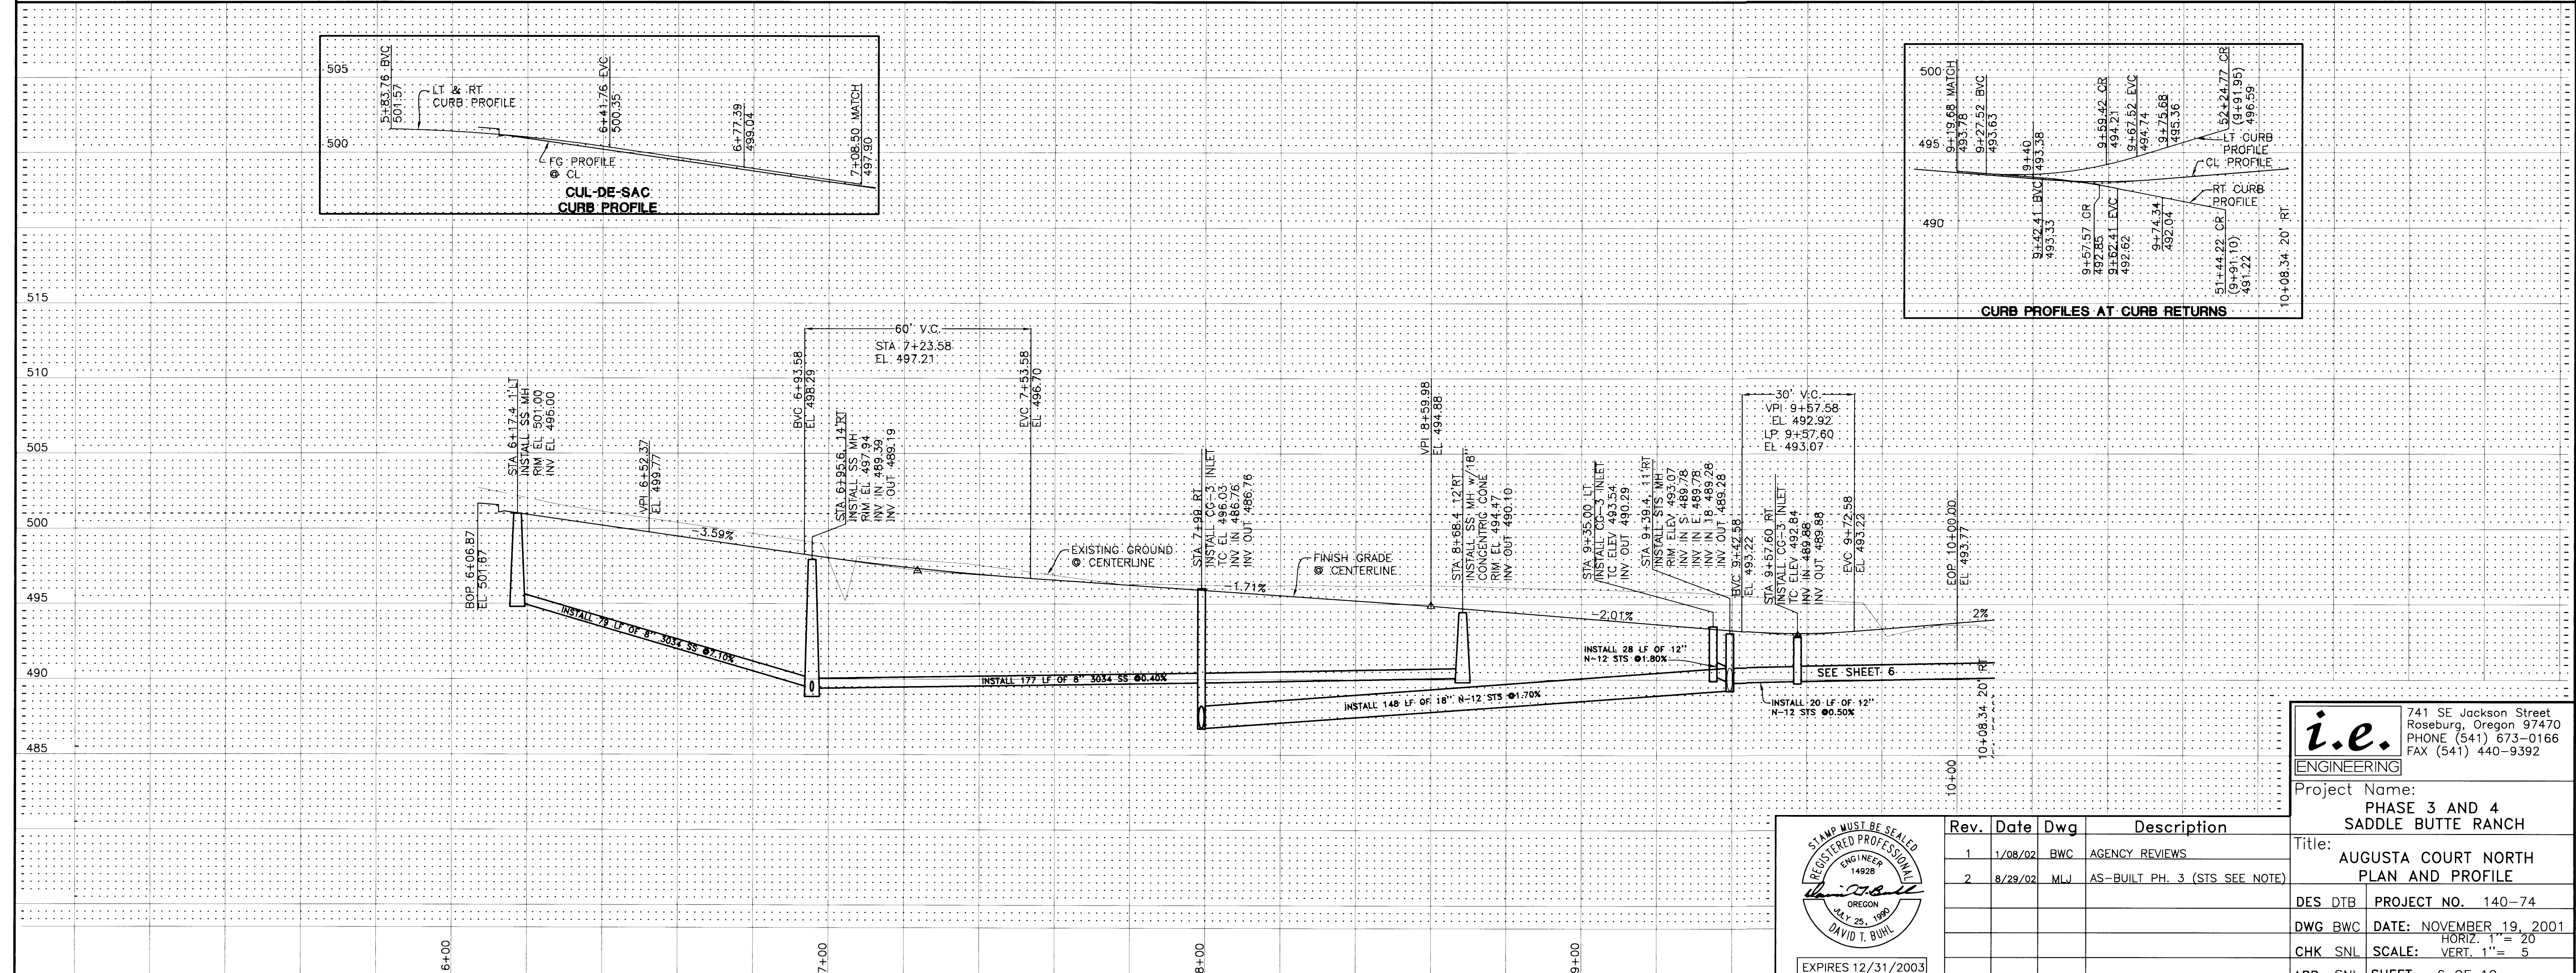 505
500
5+83.76 BVC
501.57
LT & RT
CURB PROFILE
6+41.76 EVC
500.35
6+77.39
499.04
7+08.50 MATCH
497.90
FG PROFILE
@ CL
CUL-DE-SAC
CURB PROFILE
500
495
490
9+19.68 MATCH
493.78
9+27.52 BVC
493.63
9+40
493.38
9+59.42 CR
494.21
9+67.52 EVC
494.74
9+75.68
495.36
52+24.77 CR
(9+91.95)
496.59
LT CURB
PROFILE
CL PROFILE
RT CURB
PROFILE
9+42.41 BVC
493.33
9+57.57 CR
492.85
9+62.41 EVC
492.62
9+74.34
492.04
51+44.22 CR
(9+91.10)
491.22
10+08.34 20' RT
CURB PROFILES AT CURB RETURNS
515
510
505
500
495
490
485
BOP 6+06.87
EL 501.67
STA 6+17.4 1'LT
INSTALL SS MH
RIM EL 501.00
INV EL 495.00
VPI 6+52.37
EL 499.77
-3.59%
60' V.C.
STA 7+23.58
EL 497.21
BVC 6+93.58
EL 498.29
STA 6+95.6, 14'RT
INSTALL SS MH
RIM EL 497.94
INV IN 489.39
INV OUT 489.19
EVC 7+53.58
EL 496.70
EXISTING GROUND
@ CENTERLINE
STA 7+99 RT
INSTALL CG-3 INLET
TC EL 496.03
INV IN 486.76
INV OUT 486.76
-1.71%
FINISH GRADE
@ CENTERLINE
VPI 8+59.98
EL 494.88
STA 8+68.4 12'RT
INSTALL SS MH w/18"
CONCENTRIC CONE
RIM EL 494.47
INV OUT 490.10
-2.01%
STA 9+35.00 LT
INSTALL CG-3 INLET
TC ELEV 493.54
INV OUT 490.29
STA 9+39.4, 11'RT
INSTALL STS MH
RIM ELEV 493.07
INV IN S 489.78
INV IN E 489.78
INV IN 18 489.28
INV OUT 489.28
BVC 9+42.58
EL 493.22
30' V.C.
VPI 9+57.58
EL 492.92
LP 9+57.60
EL 493.07
STA 9+57.60 RT
INSTALL CG-3 INLET
TC ELEV 492.84
INV IN 489.88
INV OUT 489.88
EVC 9+72.58
EL 493.22
EOP 10+00.00
EL 493.77
2%
INSTALL 79 LF OF 8" 3034 SS @7.10%
INSTALL 177 LF OF 8" 3034 SS @0.40%
INSTALL 148 LF OF 18" N-12 STS @1.70%
INSTALL 28 LF OF 12"
N-12 STS @1.80%
INSTALL 20 LF OF 12"
N-12 STS @0.50%
SEE SHEET 6
10+08.34 20' RT
6+00
7+00
8+00
9+00
10+00
STAMP MUST BE SEALED
REGISTERED PROFESSIONAL
ENGINEER
14928
OREGON
JULY 25, 1990
DAVID T. BUHL
EXPIRES 12/31/2003
Rev. Date Dwg Description
1 1/08/02 BWC AGENCY REVIEWS
2 8/29/02 MLJ AS-BUILT PH. 3 (STS SEE NOTE)
i.e.
ENGINEERING
741 SE Jackson Street
Roseburg, Oregon 97470
PHONE (541) 673-0166
FAX (541) 440-9392
Project Name:
PHASE 3 AND 4
SADDLE BUTTE RANCH
Title:
AUGUSTA COURT NORTH
PLAN AND PROFILE
DES DTB PROJECT NO. 140-74
DWG BWC DATE: NOVEMBER 19, 2001
CHK SNL SCALE: HORIZ. 1"= 20
VERT. 1"= 5